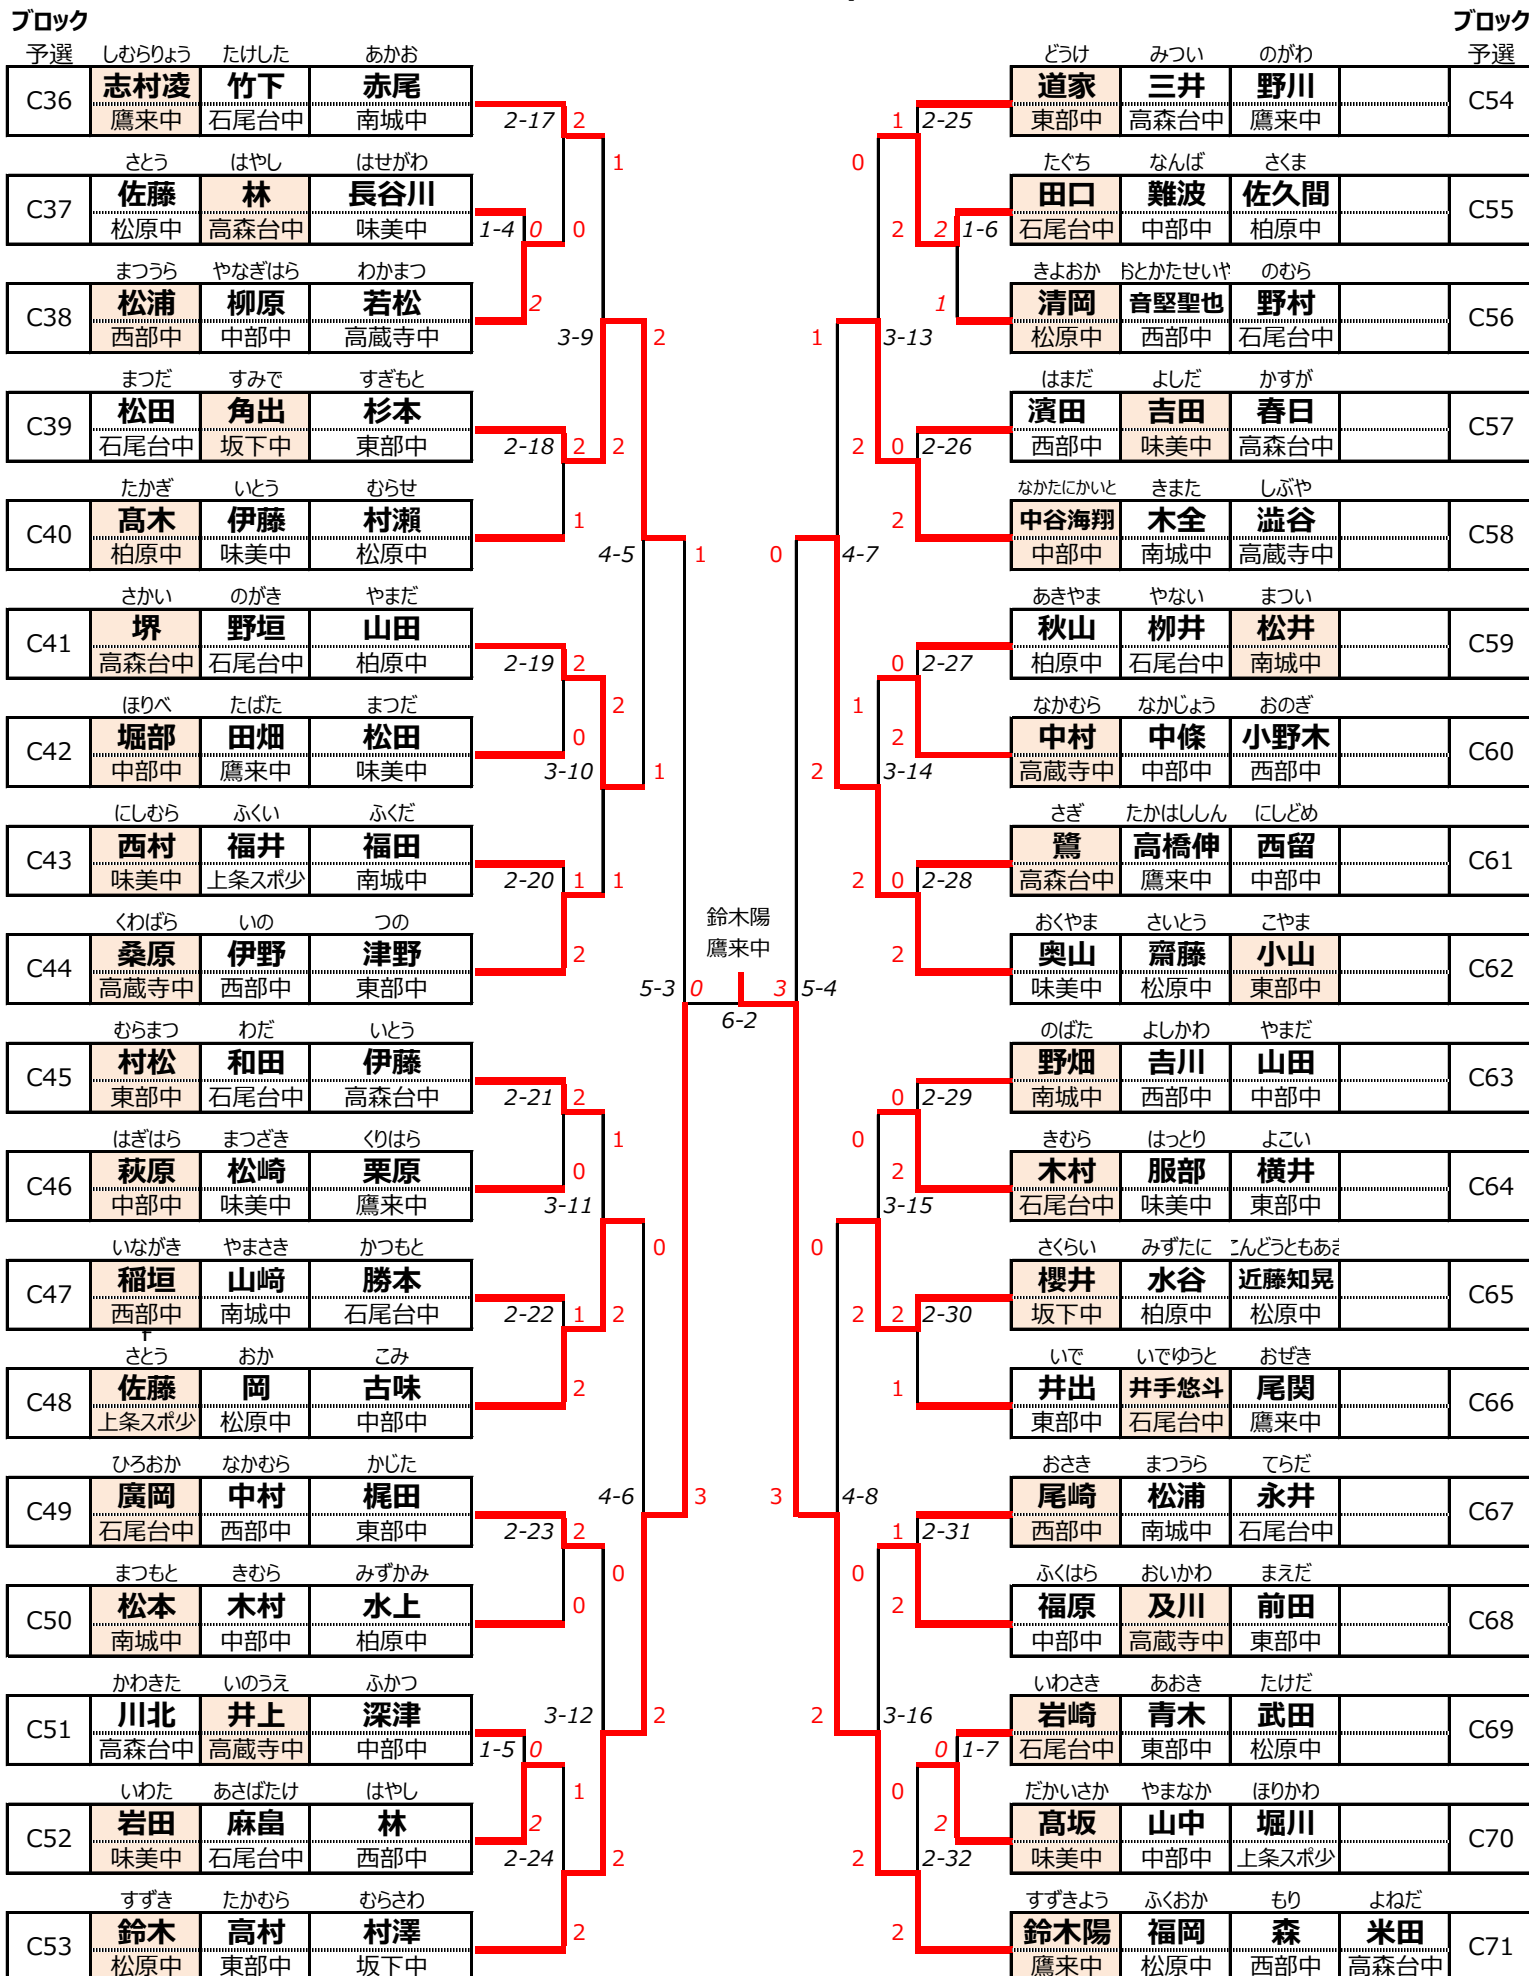 ブロック
予選 しむらりょう たけした あかお
C36 志村凌 竹下 赤尾
鷹来中 石尾台中 南城中
2-17 2
さとう はやし はせがわ
1
C37 佐藤 林 長谷川
松原中 高森台中 味美中
1-4 0 0
まつうら やなぎはら わかまつ
C38 松浦 柳原 若松
2
西部中 中部中 高蔵寺中
3-9 2
まつだ すみで すぎもと
C39 松田 角出 杉本
石尾台中 坂下中 東部中
2-18 2 2
たかぎ いとう むらせ
C40 髙木 伊藤 村瀬
1
柏原中 味美中 松原中
4-5 1
さかい のがき やまだ
C41 堺 野垣 山田
高森台中 石尾台中 柏原中
2-19 2
ほりべ たばた まつだ
2
C42 堀部 田畑 松田
0
中部中 鷹来中 味美中
3-10 1
にしむら ふくい ふくだ
C43 西村 福井 福田
味美中 上条スポ少 南城中
2-20 1 1
くわばら いの つの
C44 桑原 伊野 津野
2
高蔵寺中 西部中 東部中
5-3 0
むらまつ わだ いとう
C45 村松 和田 伊藤
東部中 石尾台中 高森台中
2-21 2
はぎはら まつざき くりはら
1
C46 萩原 松崎 栗原
0
中部中 味美中 鷹来中
3-11
いながき やまさき かつもと
0
C47 稲垣 山﨑 勝本
西部中 南城中 石尾台中
2-22 1 2
さとう おか こみ
C48 佐藤 岡 古味
2
上条スポ少 松原中 中部中
ひろおか なかむら かじた
C49 廣岡 中村 梶田
4-6 3
石尾台中 西部中 東部中
2-23 2
まつもと きむら みずかみ
0
C50 松本 木村 水上
0
南城中 中部中 柏原中
かわきた いのうえ ふかつ
C51 川北 井上 深津
3-12 2
高森台中 高蔵寺中 中部中
1-5 0
いわた あさばたけ はやし
1
C52 岩田 麻畠 林
2
味美中 石尾台中 西部中
2-24 2
すずき たかむら むらさわ
C53 鈴木 高村 村澤
2
松原中 東部中 坂下中
鈴木陽
鷹来中
6-2
ブロック
どうけ みつい のがわ 予選
道家 三井 野川 C54
東部中 高森台中 鷹来中
1 2-25
たぐち なんば さくま
0
田口 難波 佐久間 C55
石尾台中 中部中 柏原中
2 2 1-6
きよおか おとかたせいや のむら
清岡 音堅聖也 野村 C56
1
松原中 西部中 石尾台中
1 3-13
はまだ よしだ かすが
濱田 吉田 春日 C57
西部中 味美中 高森台中
2 0 2-26
なかたにかいと きまた しぶや
中谷海翔 木全 澁谷 C58
2
中部中 南城中 高蔵寺中
0 4-7
あきやま やない まつい
秋山 栁井 松井 C59
柏原中 石尾台中 南城中
0 2-27
なかむら なかじょう おのぎ
1
中村 中條 小野木 C60
2
高蔵寺中 中部中 西部中
2 3-14
さぎ たかはししん にしどめ
鷺 高橋伸 西留 C61
高森台中 鷹来中 中部中
2 0 2-28
おくやま さいとう こやま
奥山 齋藤 小山 C62
2
味美中 松原中 東部中
3 5-4
のばた よしかわ やまだ
野畑 吉川 山田 C63
南城中 西部中 中部中
0 2-29
きむら はっとり よこい
0
木村 服部 横井 C64
2
石尾台中 味美中 東部中
3-15
さくらい みずたに こんどうともあき
0
櫻井 水谷 近藤知晃 C65
坂下中 柏原中 松原中
2 2 2-30
いで いでゆうと おぜき
井出 井手悠斗 尾関 C66
1
東部中 石尾台中 鷹来中
おさき まつうら てらだ
尾崎 松浦 永井 C67
3 4-8
西部中 南城中 石尾台中
1 2-31
ふくはら おいかわ まえだ
0
福原 及川 前田 C68
2
中部中 高蔵寺中 東部中
いわさき あおき たけだ
岩崎 青木 武田 C69
2 3-16
石尾台中 東部中 松原中
0 1-7
だかいさか やまなか ほりかわ
0
髙坂 山中 堀川 C70
2
味美中 中部中 上条スポ少
2 2-32
すずきよう ふくおか もり よねだ
鈴木陽 福岡 森 米田 C71
2
鷹来中 松原中 西部中 高森台中